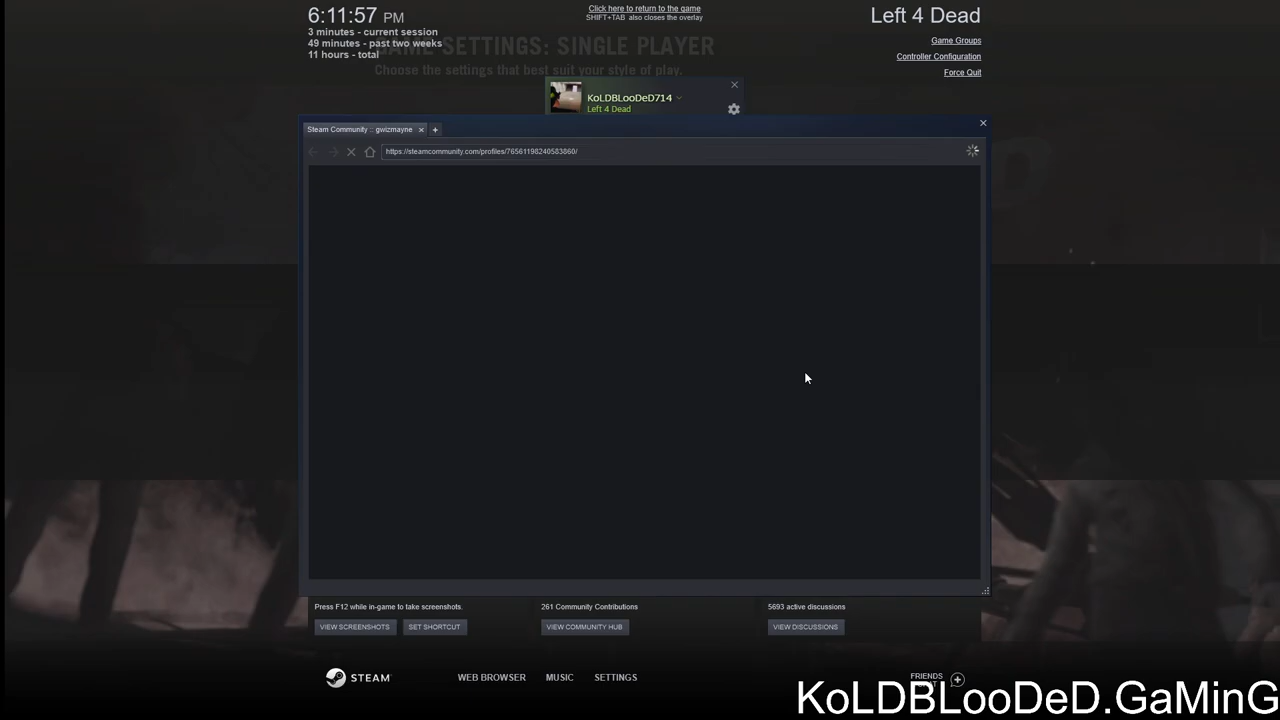 6:11:57 PM
3 minutes - current session
49 minutes - past two weeks
11 hours - total
Click here to return to the game
SHIFT+TAB also closes the overlay
Left 4 Dead
Game Groups
Controller Configuration
Force Quit
GAME SETTINGS: SINGLE PLAYER
Choose the settings that best suit your style of play.
KoLDBLooDeD714
Left 4 Dead
Steam Community :: gwizmayne
https://steamcommunity.com/profiles/76561198240583860/
Press F12 while in-game to take screenshots.
261 Community Contributions
5693 active discussions
VIEW SCREENSHOTS
SET SHORTCUT
VIEW COMMUNITY HUB
VIEW DISCUSSIONS
STEAM
WEB BROWSER
MUSIC
SETTINGS
FRIENDS
KoLDBLooDeD.GaMinG